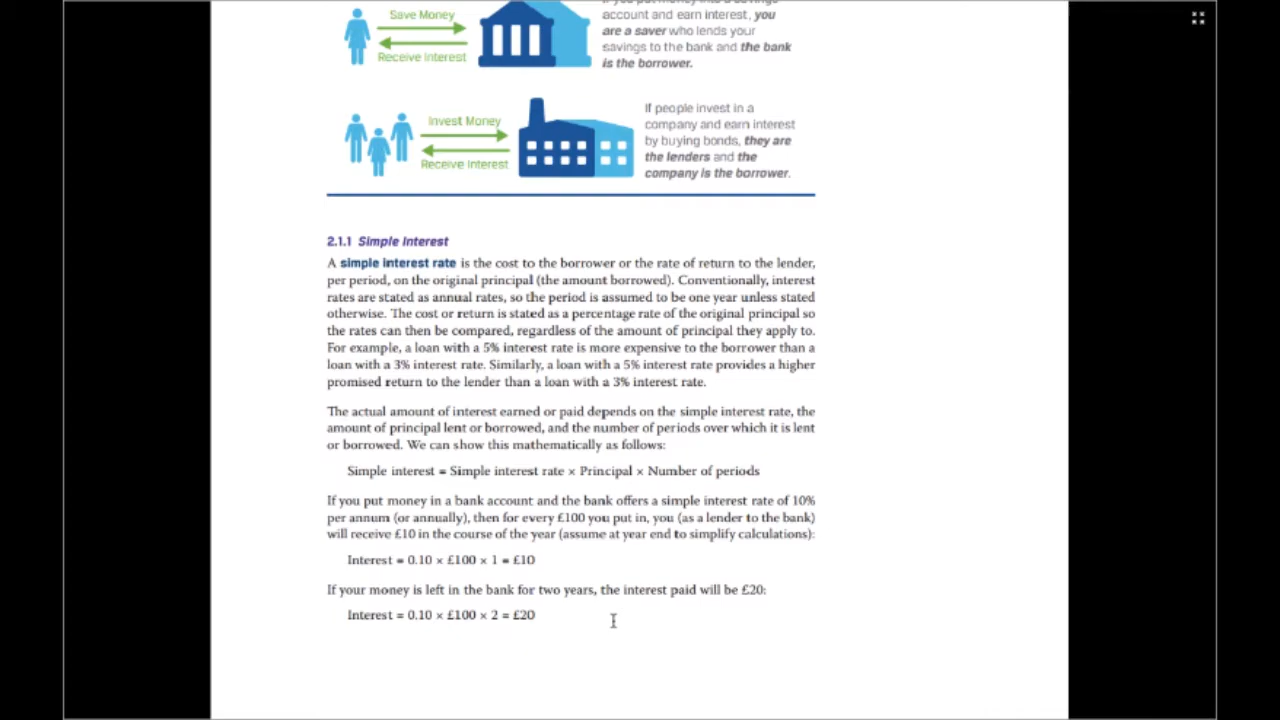 Save Money
Receive Interest
account and earn interest, you
are a saver who lends your
savings to the bank and the bank
is the borrower.
Invest Money
Receive Interest
If people invest in a
company and earn interest
by buying bonds, they are
the lenders and the
company is the borrower.
2.1.1 Simple Interest
A simple interest rate is the cost to the borrower or the rate of return to the lender,
per period, on the original principal (the amount borrowed). Conventionally, interest
rates are stated as annual rates, so the period is assumed to be one year unless stated
otherwise. The cost or return is stated as a percentage rate of the original principal so
the rates can then be compared, regardless of the amount of principal they apply to.
For example, a loan with a 5% interest rate is more expensive to the borrower than a
loan with a 3% interest rate. Similarly, a loan with a 5% interest rate provides a higher
promised return to the lender than a loan with a 3% interest rate.
The actual amount of interest earned or paid depends on the simple interest rate, the
amount of principal lent or borrowed, and the number of periods over which it is lent
or borrowed. We can show this mathematically as follows:
Simple interest = Simple interest rate × Principal × Number of periods
If you put money in a bank account and the bank offers a simple interest rate of 10%
per annum (or annually), then for every £100 you put in, you (as a lender to the bank)
will receive £10 in the course of the year (assume at year end to simplify calculations):
Interest = 0.10 × £100 × 1 = £10
If your money is left in the bank for two years, the interest paid will be £20:
Interest = 0.10 × £100 × 2 = £20